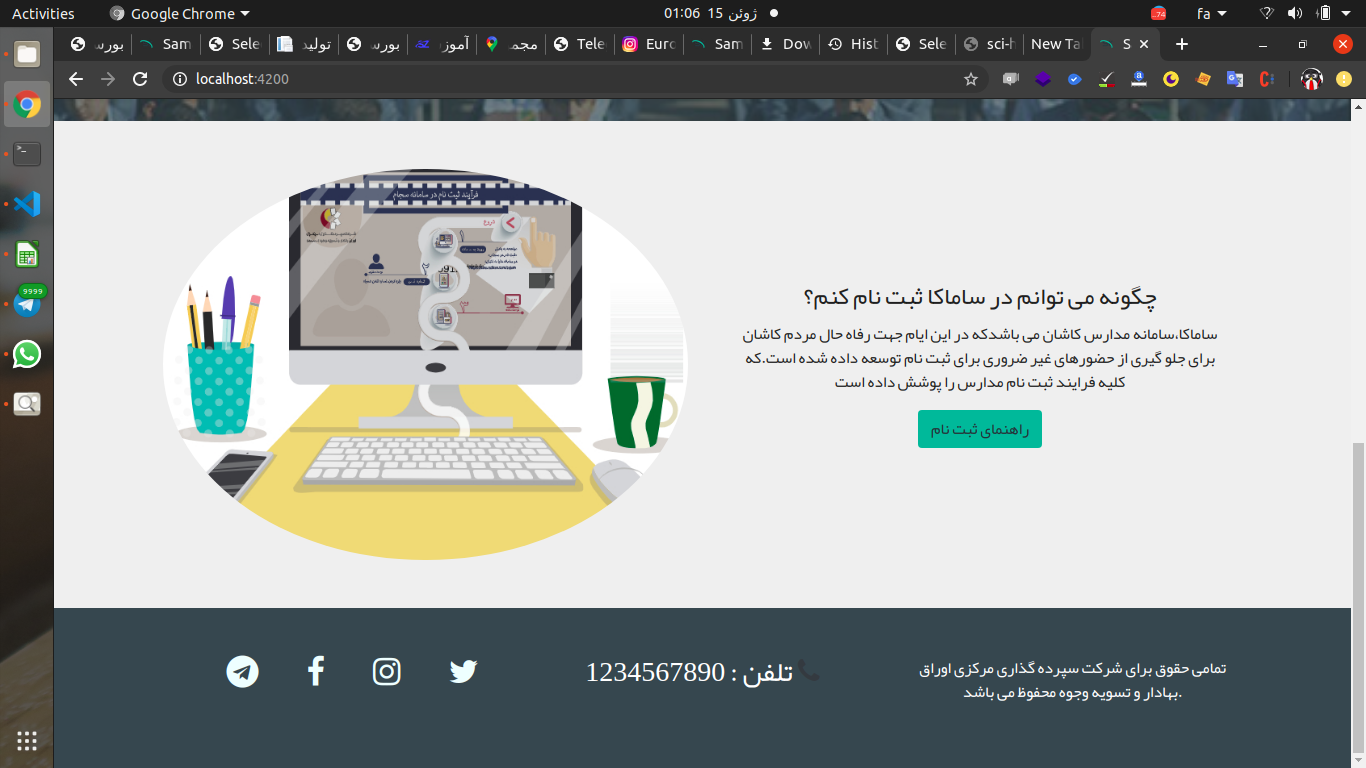 Activities
Google Chrome
01:06 15 ژوئن
fa
74
بورس
Sam
Sele
تولید
بورس
آموز
مجم
Tele
Euro
Sam
Dow
Hist
Sele
sci-h
New Ta
S
localhost:4200
9999
فرآیند ثبت نام در سامانه سجام
چگونه می توانم در ساماکا ثبت نام کنم؟
ساماکا،سامانه مدارس کاشان می باشدکه در این ایام جهت رفاه حال مردم کاشان
برای جلو گیری از حضورهای غیر ضروری برای ثبت نام توسعه داده شده است.که
کلیه فرایند ثبت نام مدارس را پوشش داده است
راهنمای ثبت نام
تمامی حقوق برای شرکت سپرده گذاری مرکزی اوراق
بهادار و تسویه وجوه محفوظ می باشد.
تلفن : 1234567890